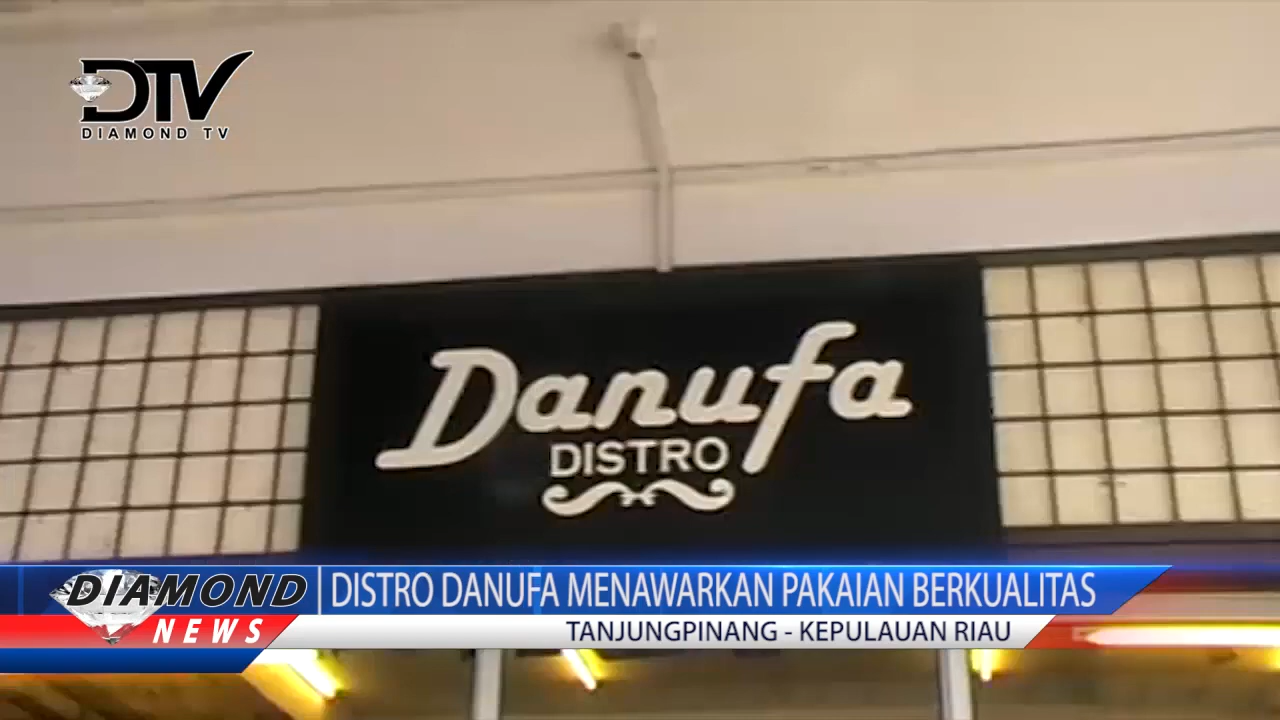 DTV
DIAMOND TV
Danufa
DISTRO
DIAMOND
NEWS
DISTRO DANUFA MENAWARKAN PAKAIAN BERKUALITAS
TANJUNGPINANG - KEPULAUAN RIAU